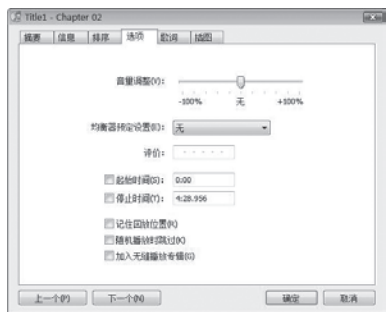 Title1 - Chapter 02
摘要 信息 排序 选项 歌词 插图
音量调整(V):
-100% 无 +100%
均衡器预定设置(E): 无
评价:
起始时间(S): 0:00
停止时间(T): 4:28.956
记住回放位置(R)
随机播放时跳过(K)
加入无缝播放专辑(G)
上一个(P) 下一个(N) 确定 取消